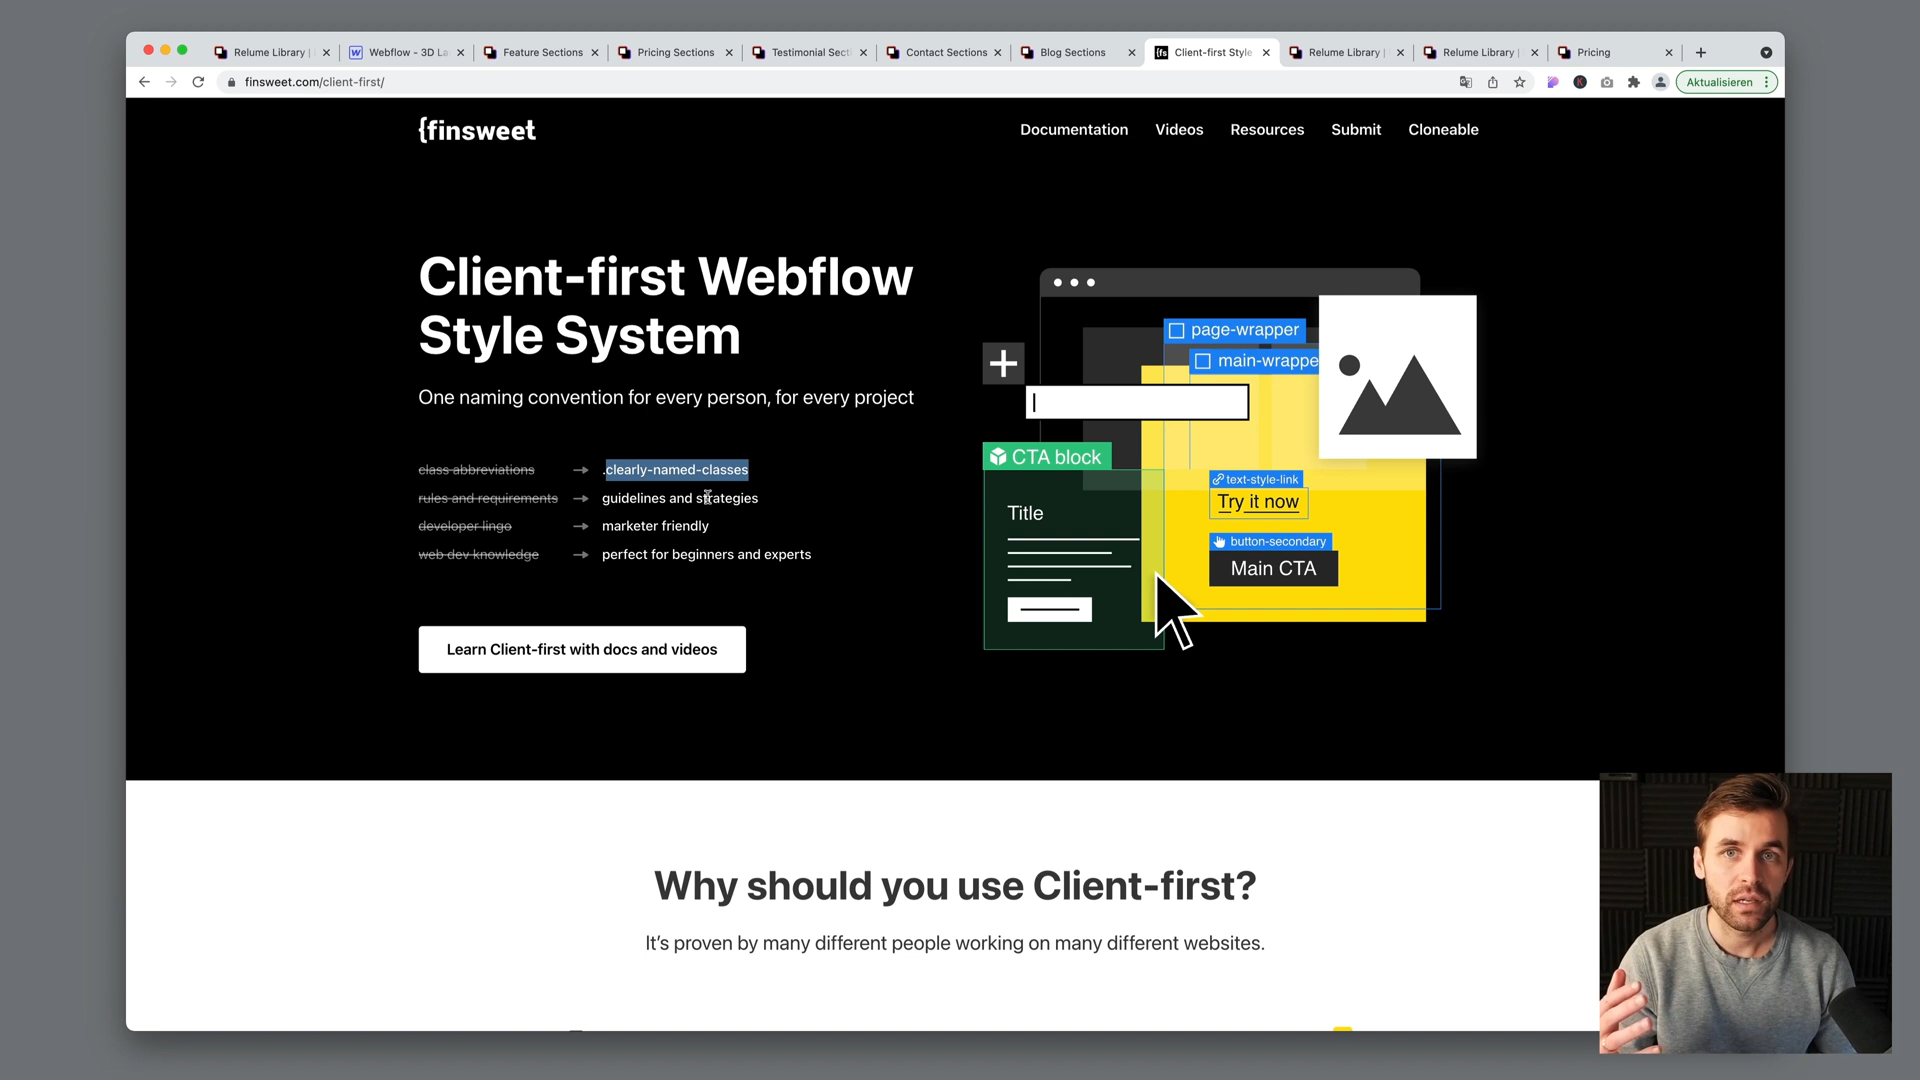 Relume Library |
Webflow - 3D La
Feature Sections
Pricing Sections
Testimonial Secti
Contact Sections
Blog Sections
Client-first Style
Relume Library |
Relume Library |
Pricing
finsweet.com/client-first/
Aktualisieren
{finsweet
Documentation
Videos
Resources
Submit
Cloneable
Client-first Webflow
Style System
One naming convention for every person, for every project
class abbreviations → .clearly-named-classes
rules and requirements → guidelines and strategies
developer lingo → marketer friendly
web dev knowledge → perfect for beginners and experts
Learn Client-first with docs and videos
page-wrapper
main-wrappe
CTA block
Title
text-style-link
Try it now
button-secondary
Main CTA
Why should you use Client-first?
It's proven by many different people working on many different websites.